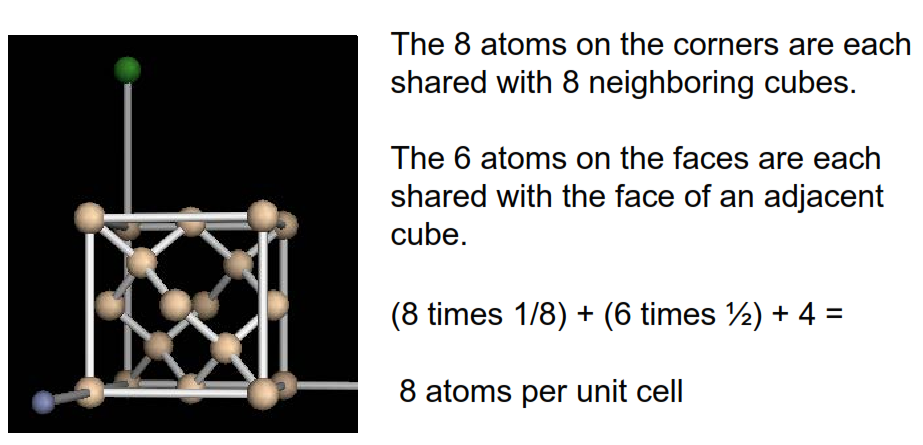 The 8 atoms on the corners are each
shared with 8 neighboring cubes.
The 6 atoms on the faces are each
shared with the face of an adjacent
cube.
(8 times 1/8) + (6 times ½) + 4 =
8 atoms per unit cell